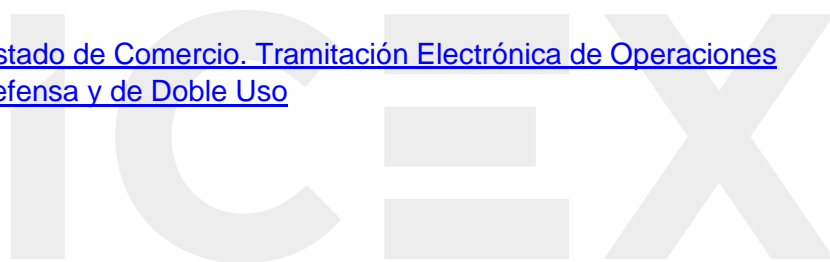 ICEX
stado de Comercio. Tramitación Electrónica de Operaciones
efensa y de Doble Uso